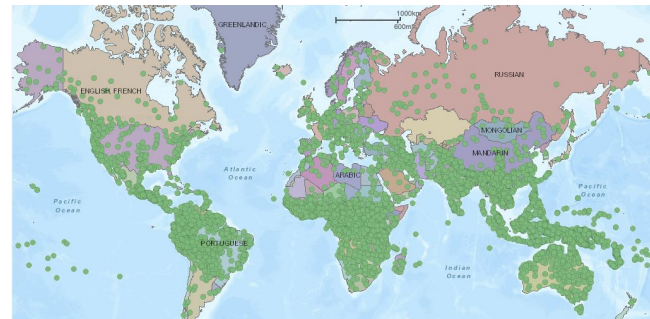 1000km
600mi
GREENLANDIC
RUSSIAN
ENGLISH FRENCH
MONGOLIAN
MANDARIN
Atlantic
Ocean
ARABIC
Pacific
Ocean
Pacific
Ocean
PORTUGUESE
Indian
Ocean